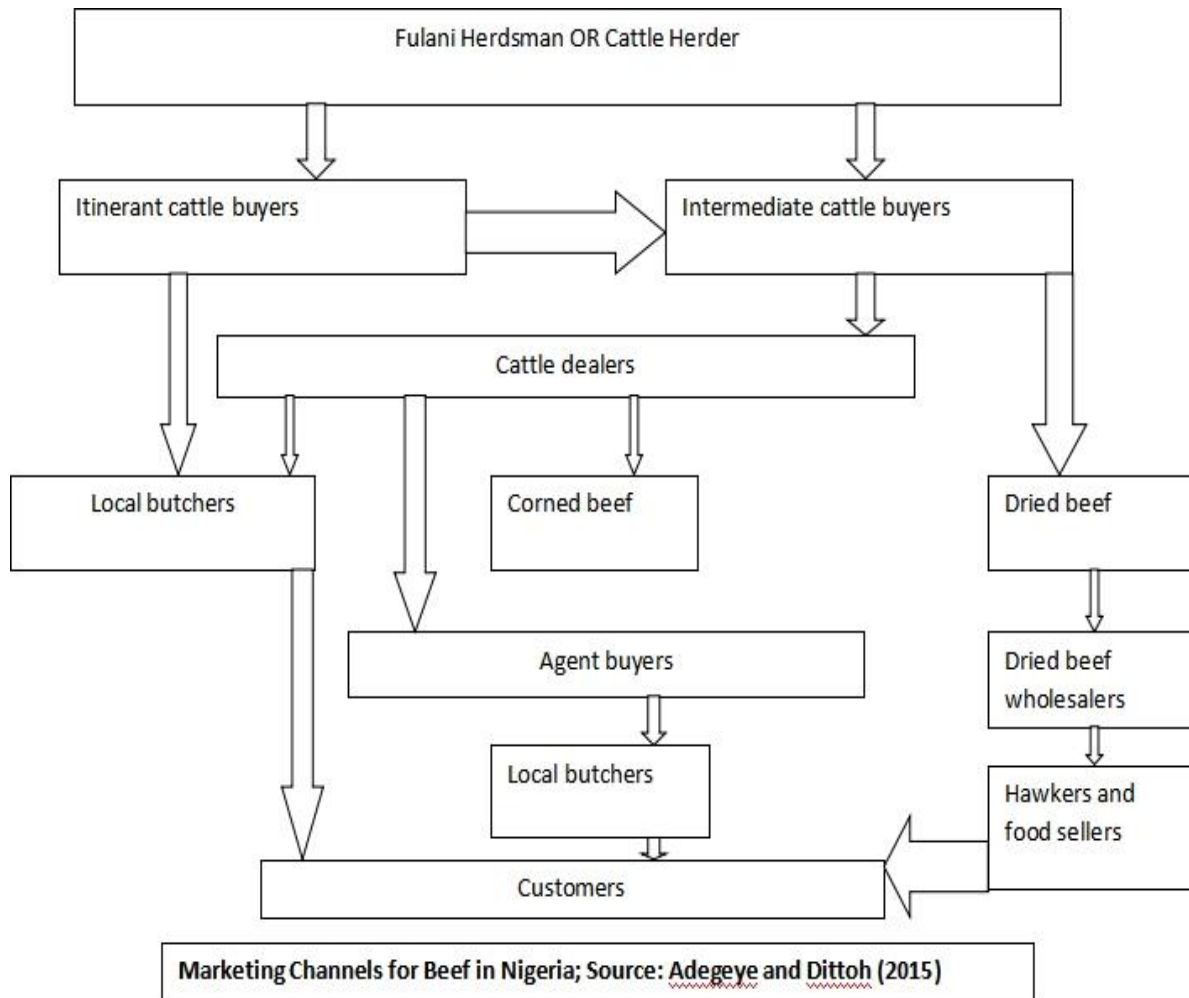 Fulani Herdsman OR Cattle Herder
Itinerant cattle buyers
Intermediate cattle buyers
Cattle dealers
Local butchers
Corned beef
Dried beef
Agent buyers
Dried beef
wholesalers
Local butchers
Hawkers and
food sellers
Customers
Marketing Channels for Beef in Nigeria; Source: Adegeye and Dittoh (2015)